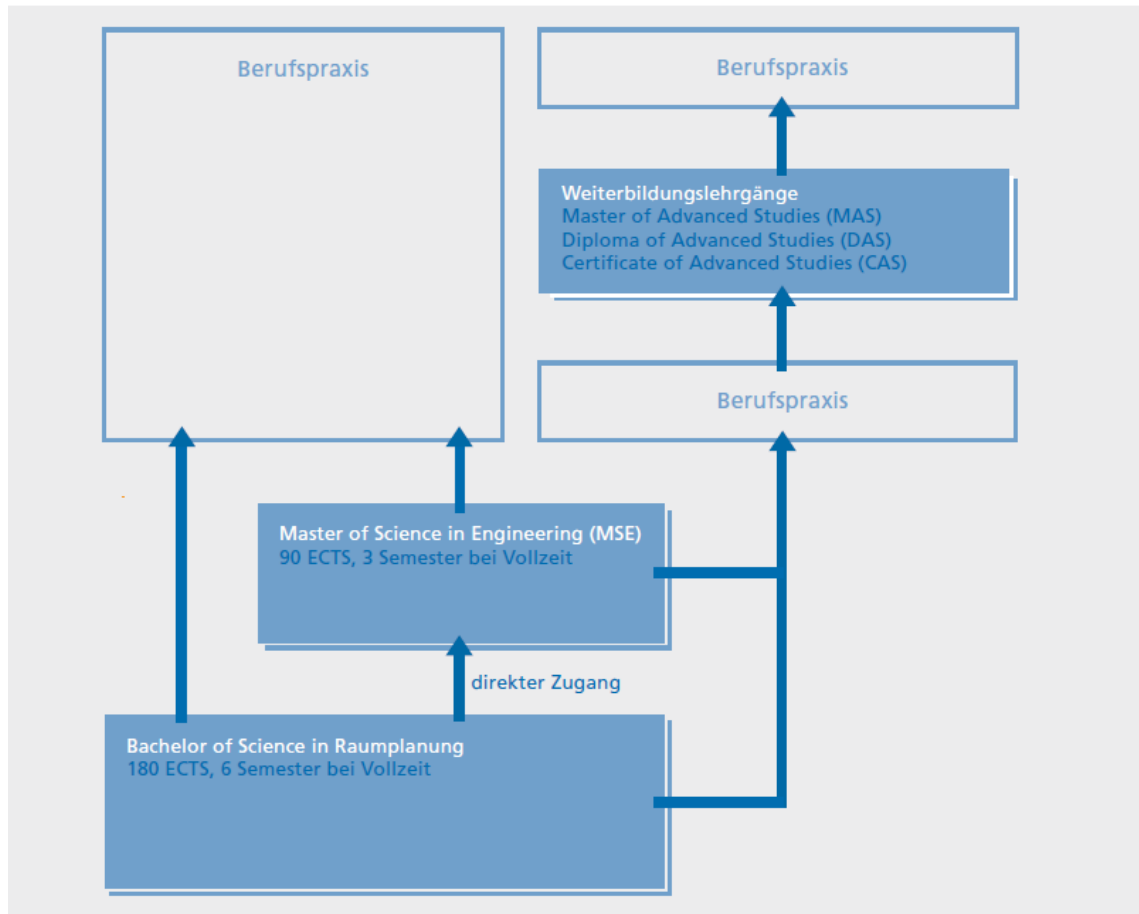 Berufspraxis
Berufspraxis
Weiterbildungslehrgänge
Master of Advanced Studies (MAS)
Diploma of Advanced Studies (DAS)
Certificate of Advanced Studies (CAS)
Berufspraxis
Master of Science in Engineering (MSE)
90 ECTS, 3 Semester bei Vollzeit
direkter Zugang
Bachelor of Science in Raumplanung
180 ECTS, 6 Semester bei Vollzeit